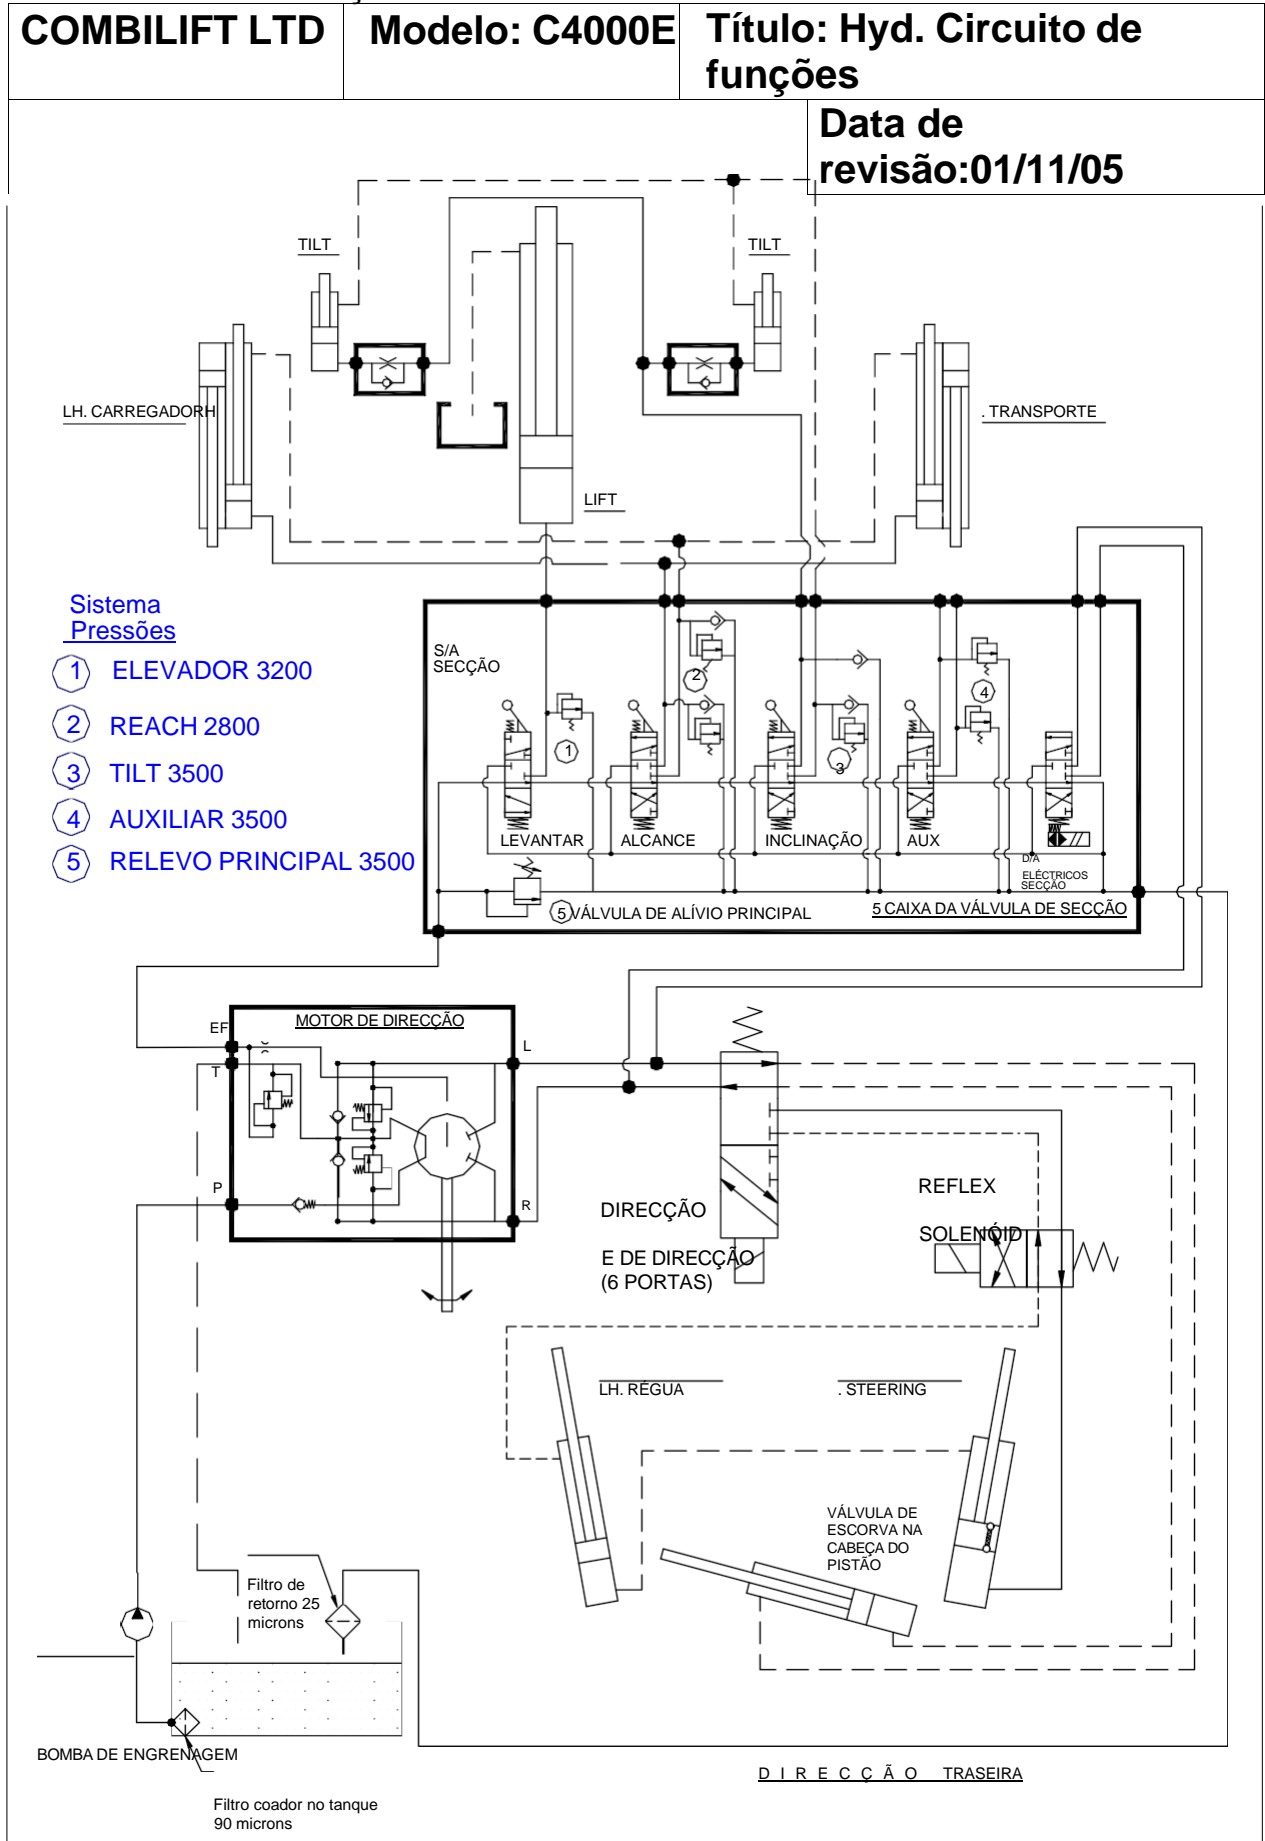 COMBILIFT LTD
Modelo: C4000E
Título: Hyd. Circuito de
funções
Data de
revisão:01/11/05
TILT
TILT
LH. CARREGADORH
. TRANSPORTE
LIFT
Sistema
Pressões
1 ELEVADOR 3200
2 REACH 2800
3 TILT 3500
4 AUXILIAR 3500
5 RELEVO PRINCIPAL 3500
S/A
SECÇÃO
1
2
3
4
LEVANTAR
ALCANCE
INCLINAÇÃO
AUX
D/A
ELÉCTRICOS
SECÇÃO
5 VÁLVULA DE ALÍVIO PRINCIPAL
5 CAIXA DA VÁLVULA DE SECÇÃO
MOTOR DE DIRECÇÃO
EF
T
P
L
R
DIRECÇÃO
E DE DIRECÇÃO
(6 PORTAS)
REFLEX
SOLENÓID
LH. RÉGUA
. STEERING
VÁLVULA DE
ESCORVA NA
CABEÇA DO
PISTÃO
Filtro de
retorno 25
microns
BOMBA DE ENGRENAGEM
Filtro coador no tanque
90 microns
DIRECÇÃO TRASEIRA